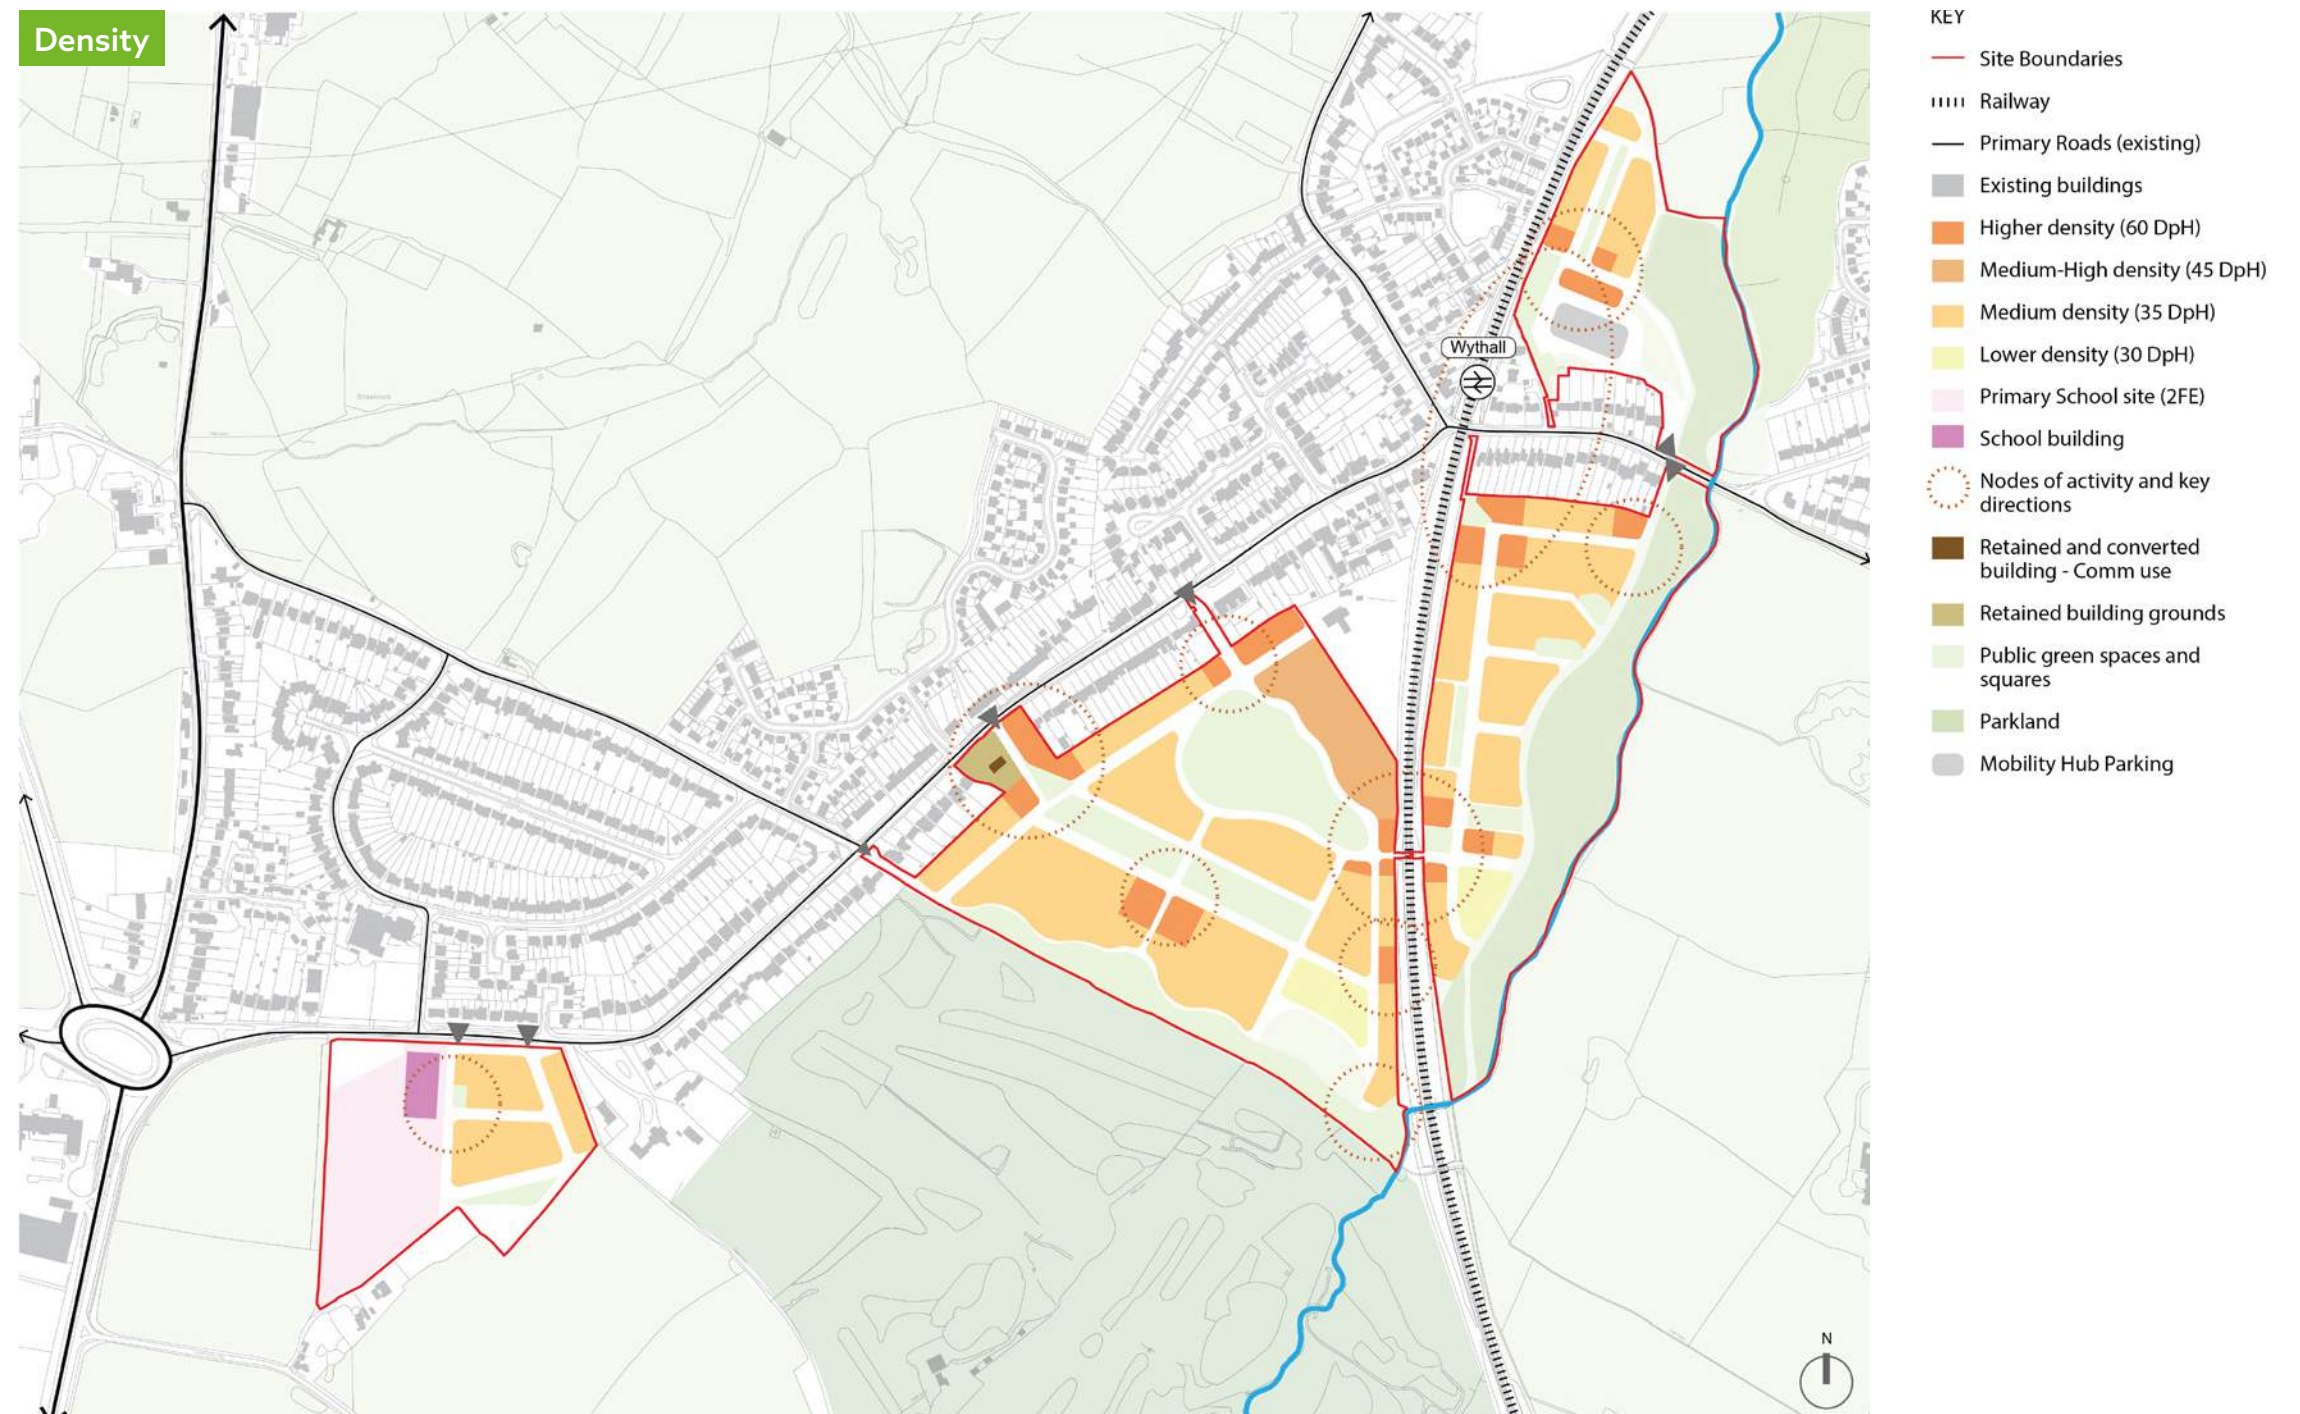 Density
Wythall
N
KEY
Site Boundaries
Railway
Primary Roads (existing)
Existing buildings
Higher density (60 DpH)
Medium-High density (45 DpH)
Medium density (35 DpH)
Lower density (30 DpH)
Primary School site (2FE)
School building
Nodes of activity and key
directions
Retained and converted
building - Comm use
Retained building grounds
Public green spaces and
squares
Parkland
Mobility Hub Parking